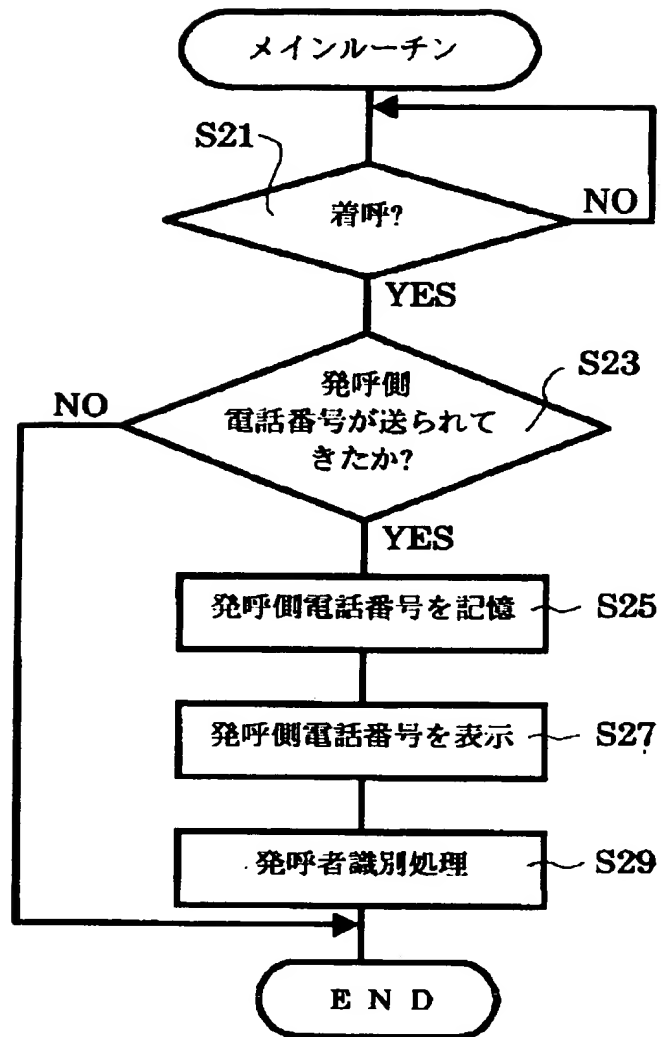 メインルーチン
S21
着呼?
NO
YES
発呼側
電話番号が送られて
きたか?
S23
NO
YES
発呼側電話番号を記憶
S25
発呼側電話番号を表示
S27
発呼者識別処理
S29
E N D